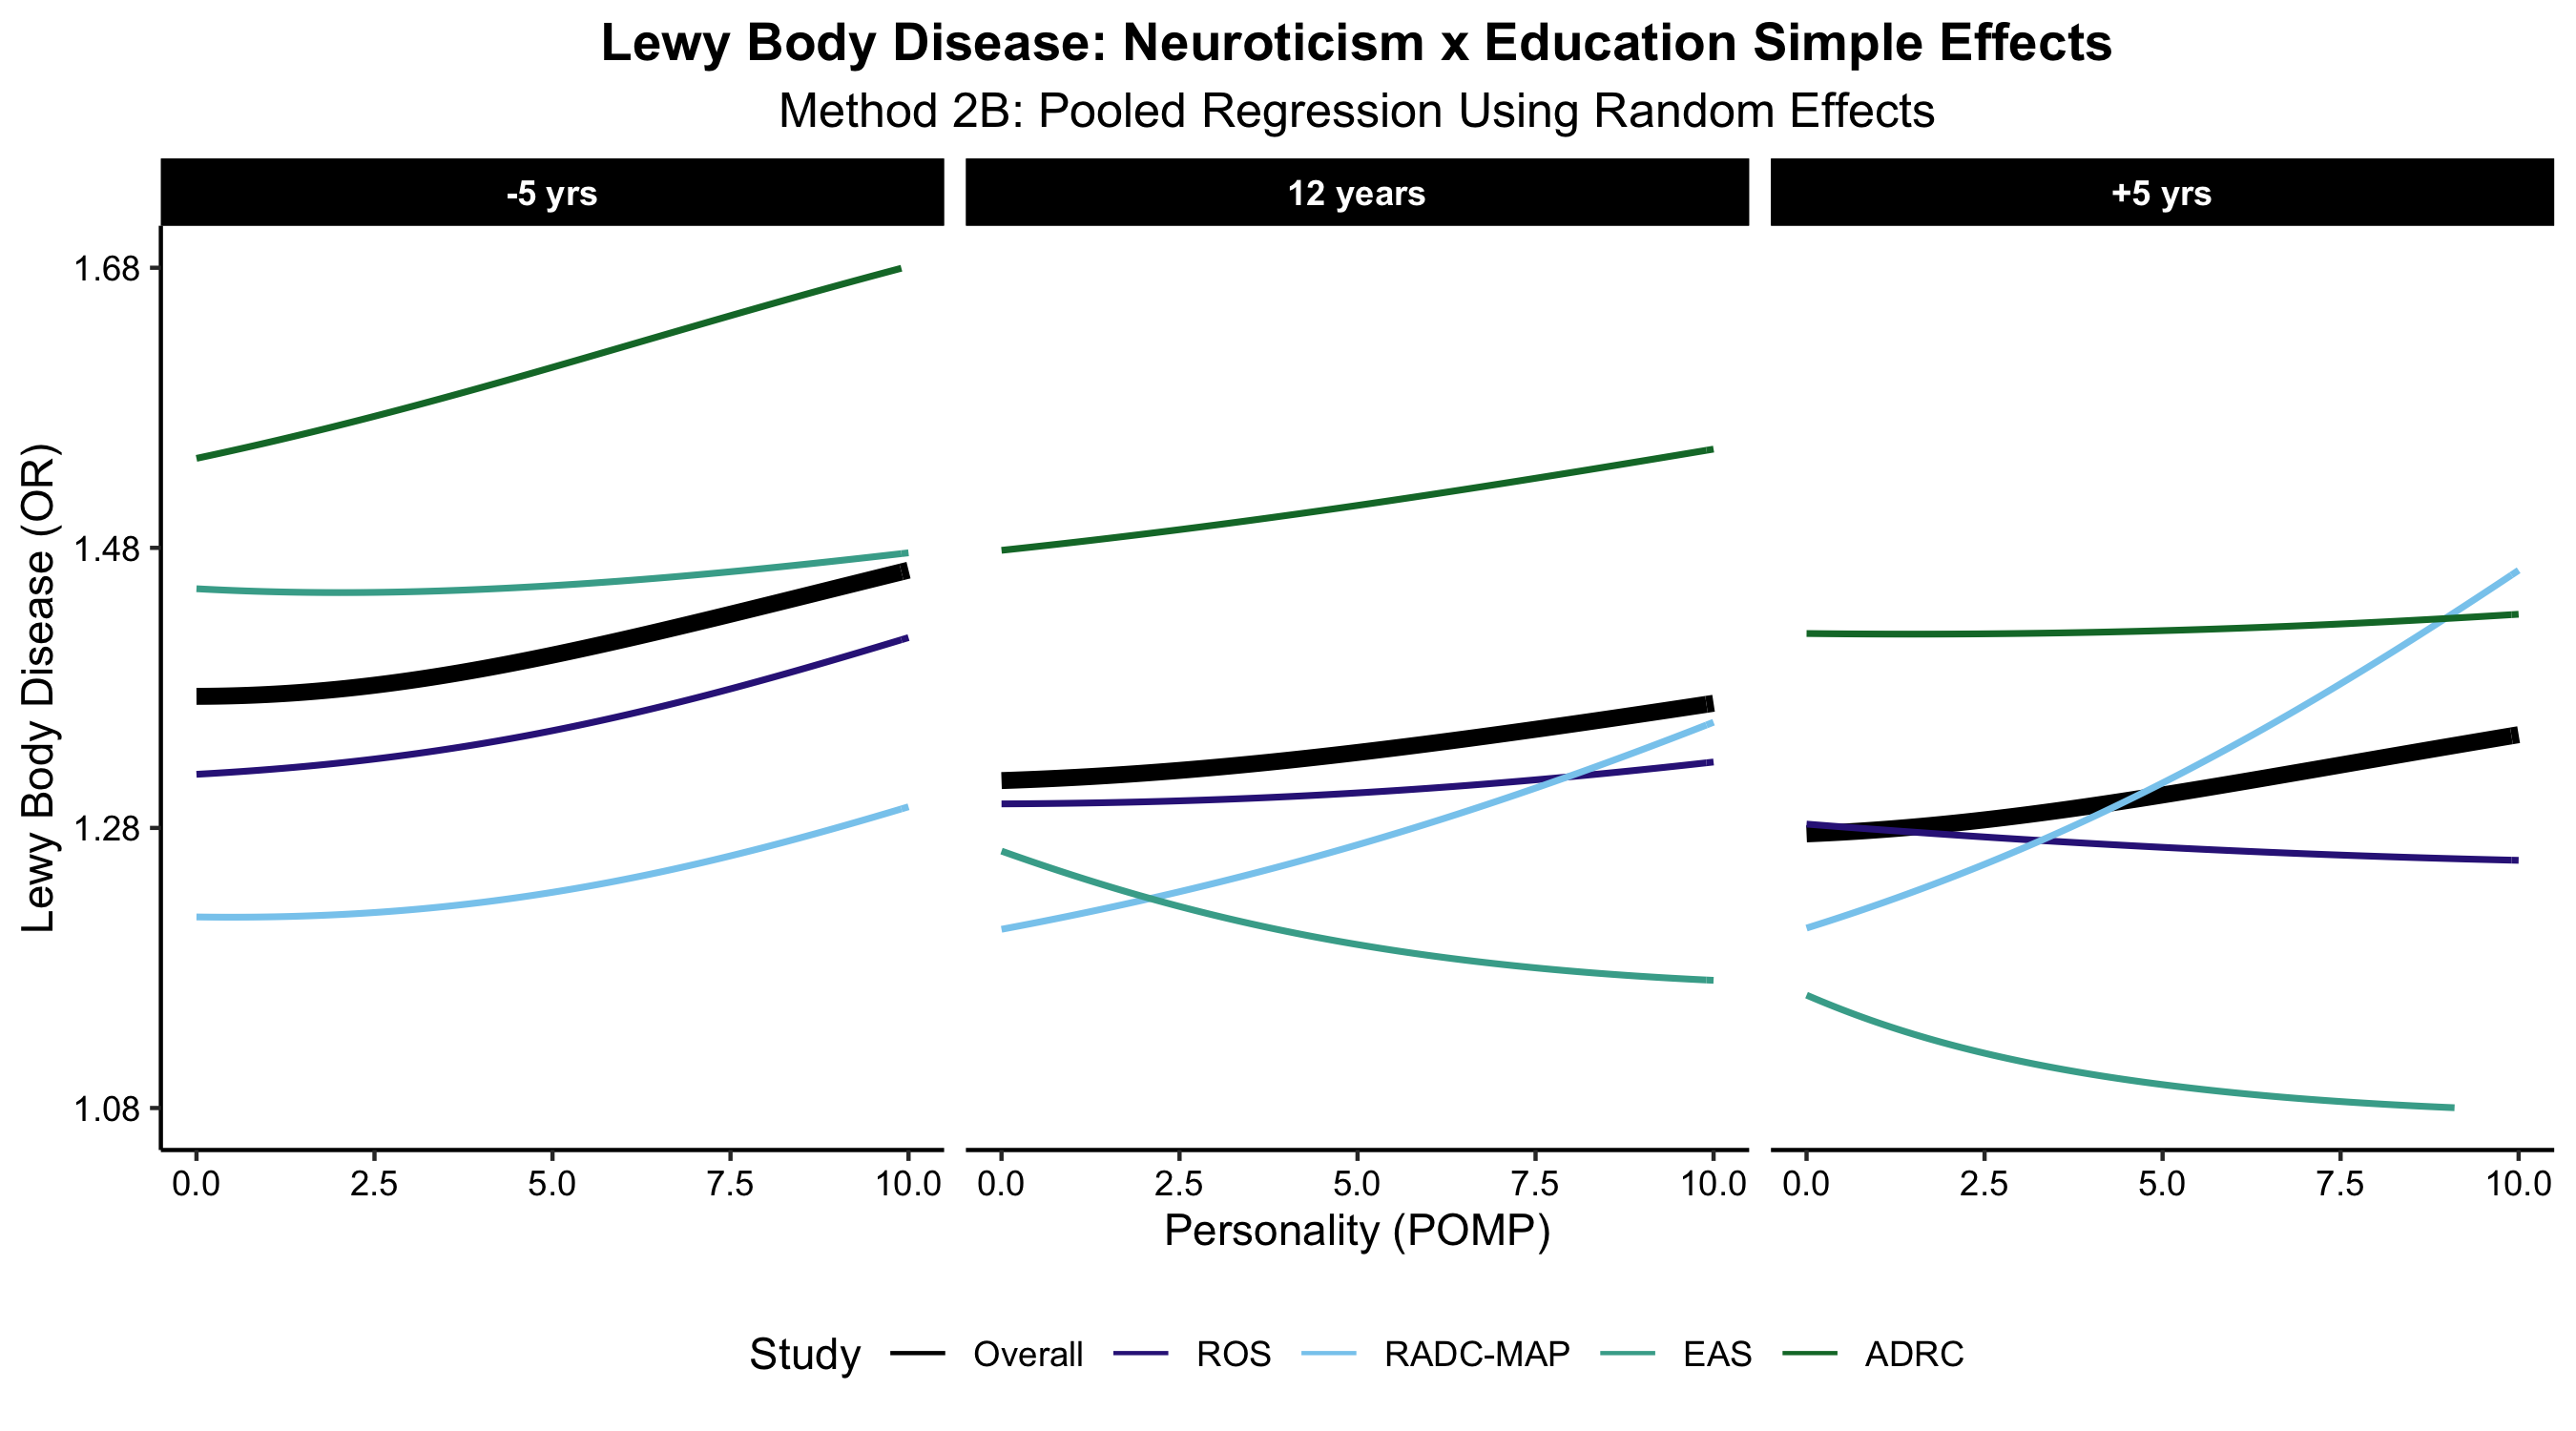 Lewy Body Disease: Neuroticism x Education Simple Effects
Method 2B: Pooled Regression Using Random Effects
-5 yrs
12 years
+5 yrs
Lewy Body Disease (OR)
1.68
1.48
1.28
1.08
0.0 2.5 5.0 7.5 10.0
0.0 2.5 5.0 7.5 10.0
0.0 2.5 5.0 7.5 10.0
Personality (POMP)
Study Overall ROS RADC-MAP EAS ADRC